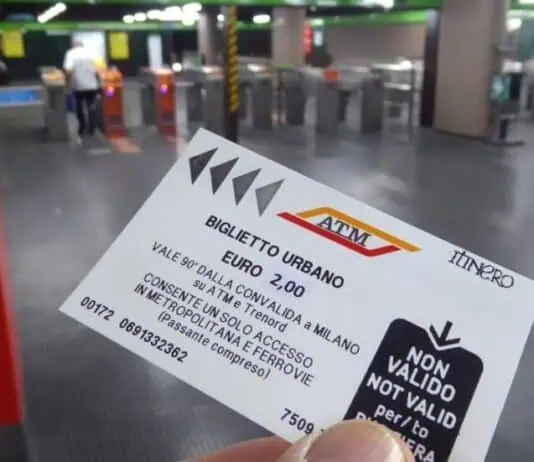 ATM
ITINERO
BIGLIETTO URBANO
EURO 2,00
VALE 90' DALLA CONVALIDA a MILANO
su ATM e Trenord
CONSENTE UN SOLO ACCESSO
IN METROPOLITANA E FERROVIE
(Passante compreso)
00172 0691332362
7509
NON
VALIDO
NOT VALID
per/to